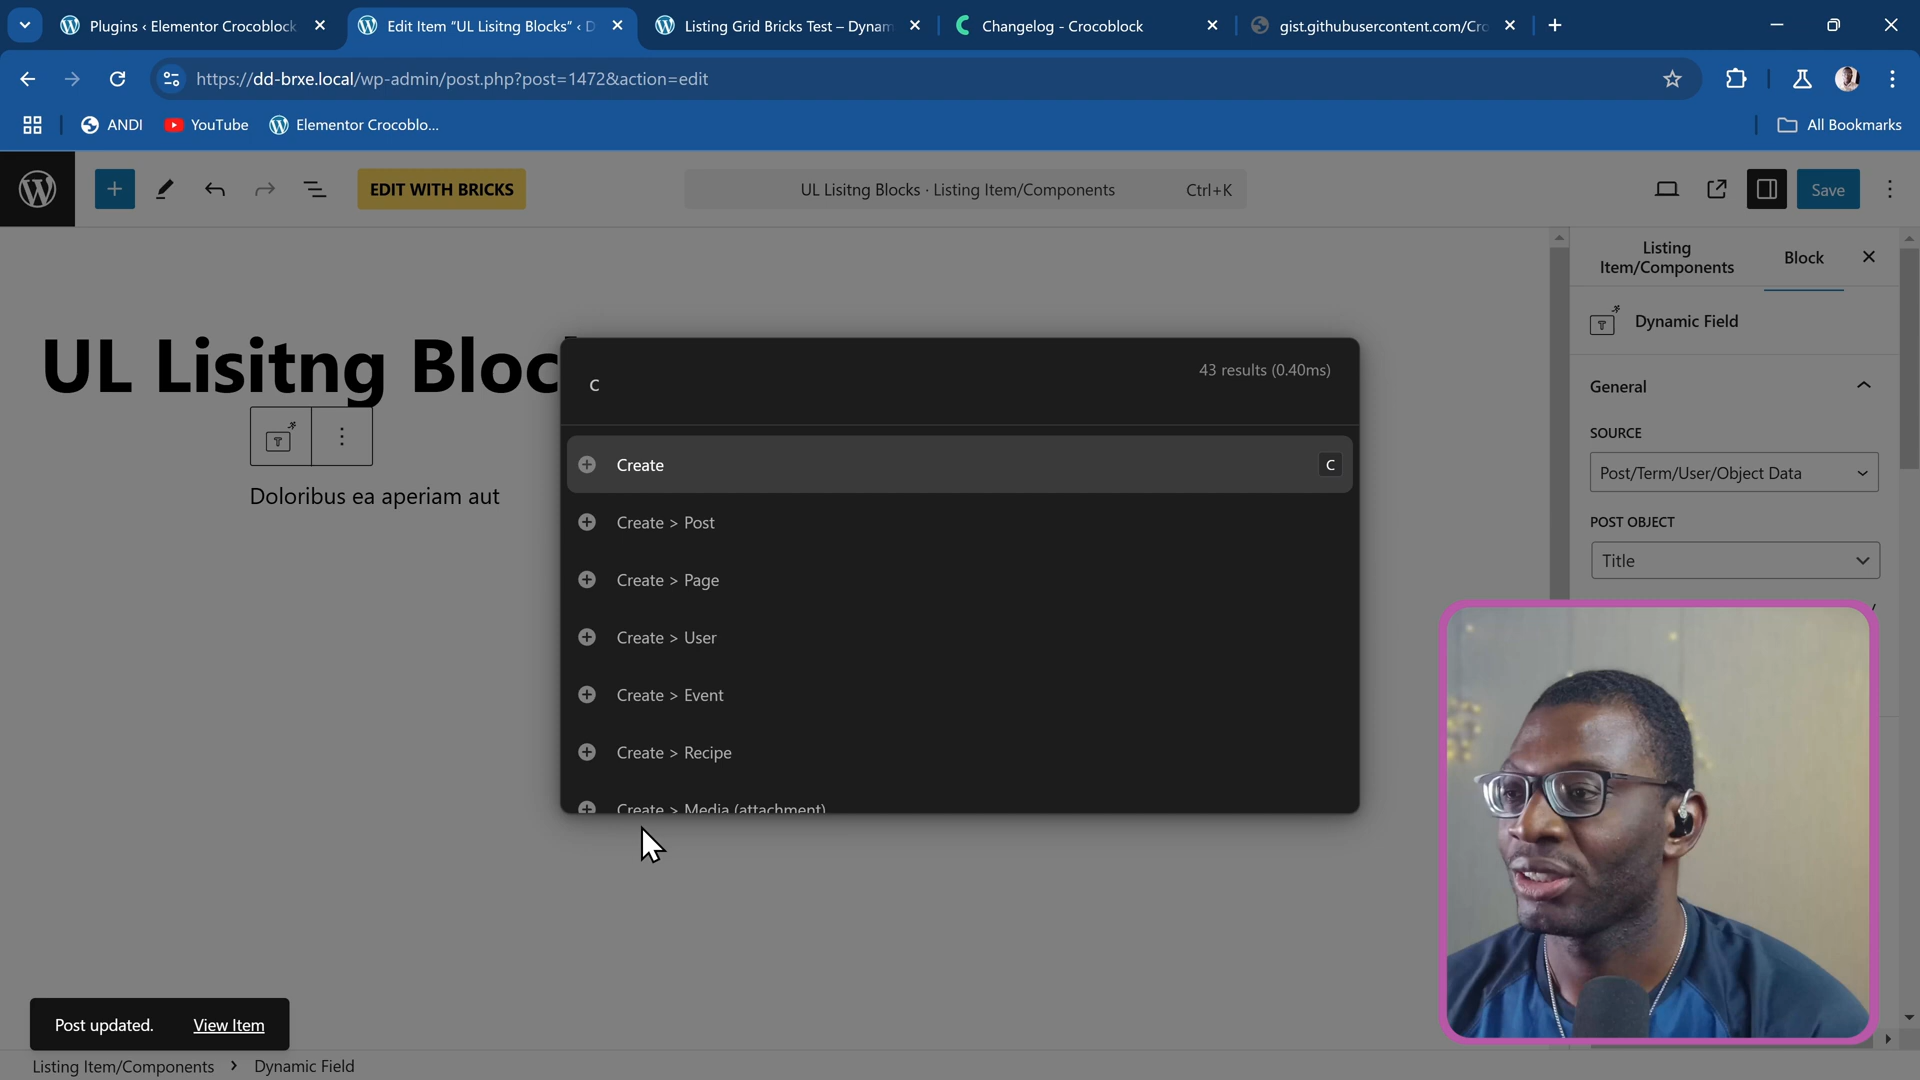 Plugins ‹ Elementor Crocoblock
Edit Item “UL Lisitng Blocks” ‹ D
Listing Grid Bricks Test – Dynam
Changelog - Crocoblock
gist.githubusercontent.com/Cro
https://dd-brxe.local/wp-admin/post.php?post=1472&action=edit
ANDI
YouTube
Elementor Crocoblo...
All Bookmarks
EDIT WITH BRICKS
UL Lisitng Blocks · Listing Item/Components
Ctrl+K
Save
Listing
Item/Components
Block
Dynamic Field
General
SOURCE
Post/Term/User/Object Data
POST OBJECT
Title
UL Lisitng Bloc
Doloribus ea aperiam aut
C
43 results (0.40ms)
Create
C
Create > Post
Create > Page
Create > User
Create > Event
Create > Recipe
Create > Media (attachment)
Post updated.
View Item
Listing Item/Components
Dynamic Field